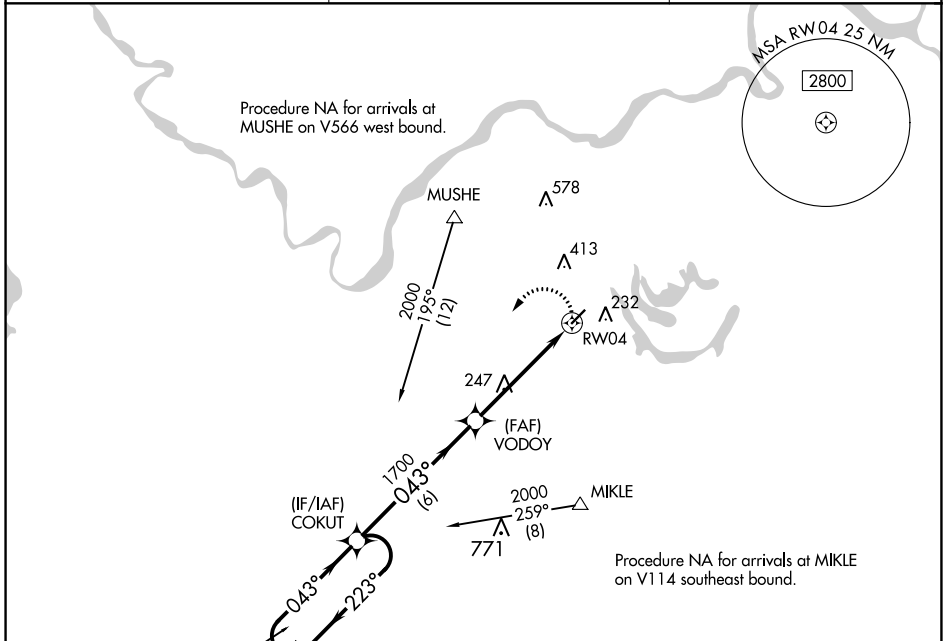 MSA RW04 25 NM
2800
Procedure NA for arrivals at
MUSHE on V566 west bound.
MUSHE
578
413
2000
195°
(12)
232
RW04
247
(FAF)
VODOY
1700
043°
(6)
(IF/IAF)
COKUT
2000
259°
(8)
MIKLE
771
Procedure NA for arrivals at MIKLE
on V114 southeast bound.
043°
223°